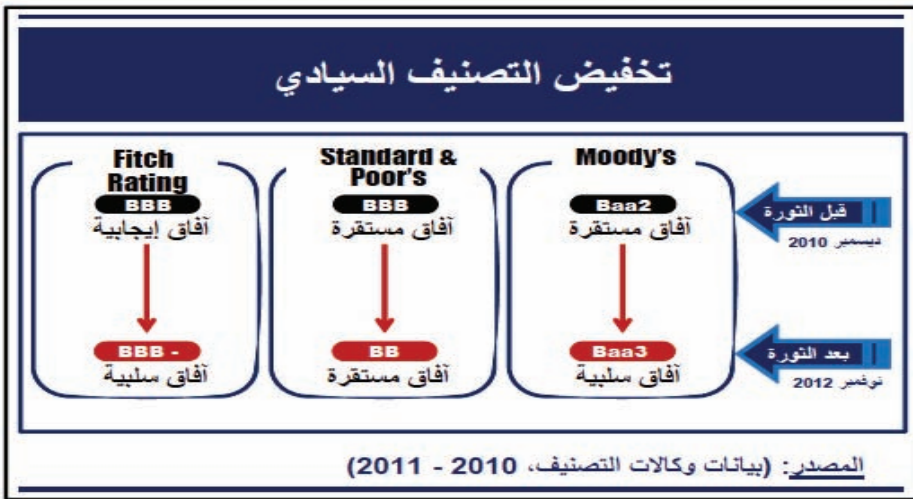 تخفيض التصنيف السيادي
Moody's
Baa2
آفاق مستقرة
Baa3
آفاق سلبية
Standard &
Poor's
BBB
آفاق مستقرة
BB
آفاق مستقرة
Fitch
Rating
BBB
آفاق إيجابية
BBB -
آفاق سلبية
قبل الثورة
ديسمبر 2010
بعد الثورة
نوفمبر 2012
المصدر: (بيانات وكالات التصنيف، 2010 - 2011)